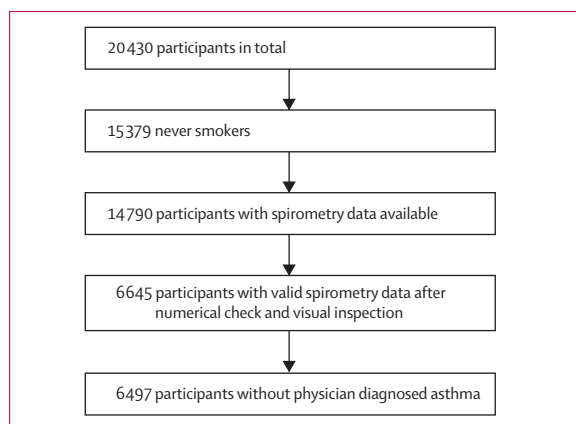 20430 participants in total
15379 never smokers
14790 participants with spirometry data available
6645 participants with valid spirometry data after
numerical check and visual inspection
6497 participants without physician diagnosed asthma